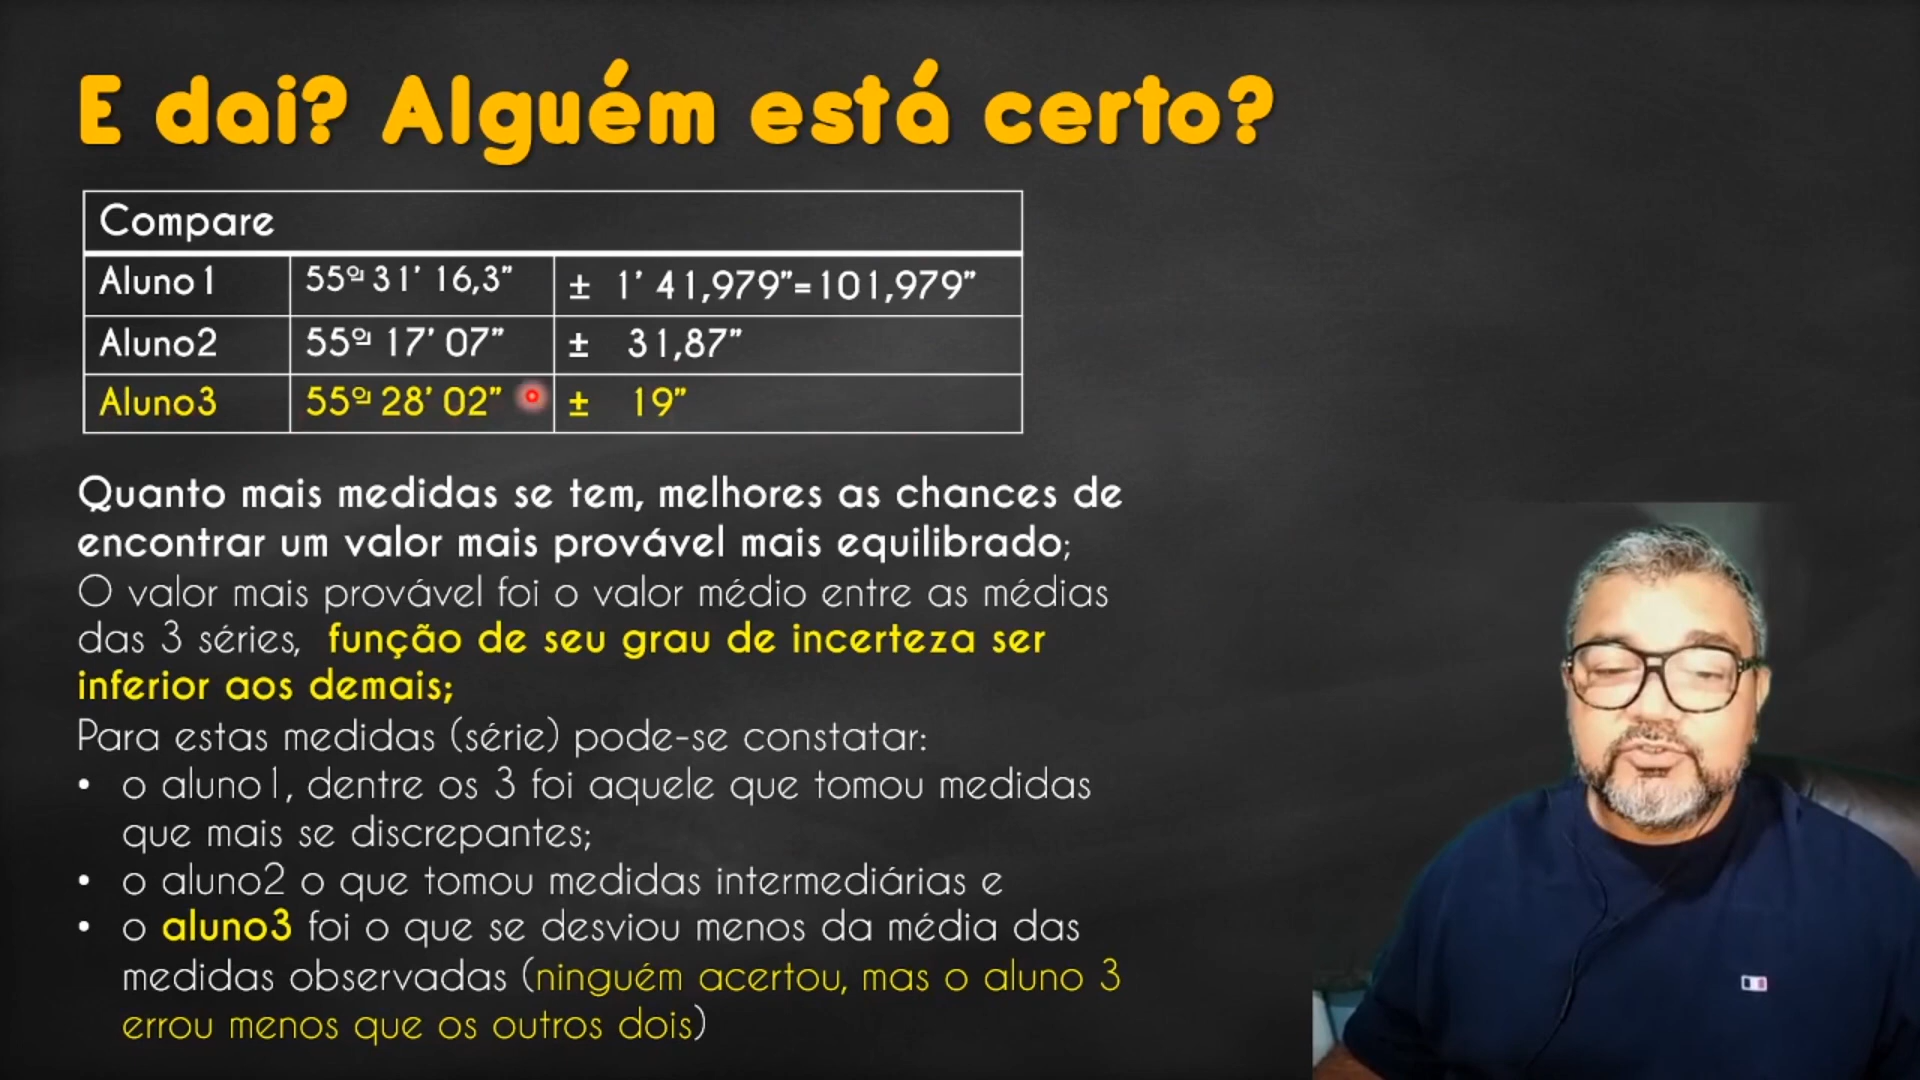 E dai? Alguém está certo?
Compare
Aluno1 55º 31' 16,3" ± 1' 41,979"=101,979"
Aluno2 55º 17' 07" ± 31,87"
Aluno3 55º 28' 02" ± 19"
Quanto mais medidas se tem, melhores as chances de
encontrar um valor mais provável mais equilibrado;
O valor mais provável foi o valor médio entre as médias
das 3 séries, função de seu grau de incerteza ser
inferior aos demais;
Para estas medidas (série) pode-se constatar:
• o aluno1, dentre os 3 foi aquele que tomou medidas
que mais se discrepantes;
• o aluno2 o que tomou medidas intermediárias e
• o aluno3 foi o que se desviou menos da média das
medidas observadas (ninguém acertou, mas o aluno 3
errou menos que os outros dois)